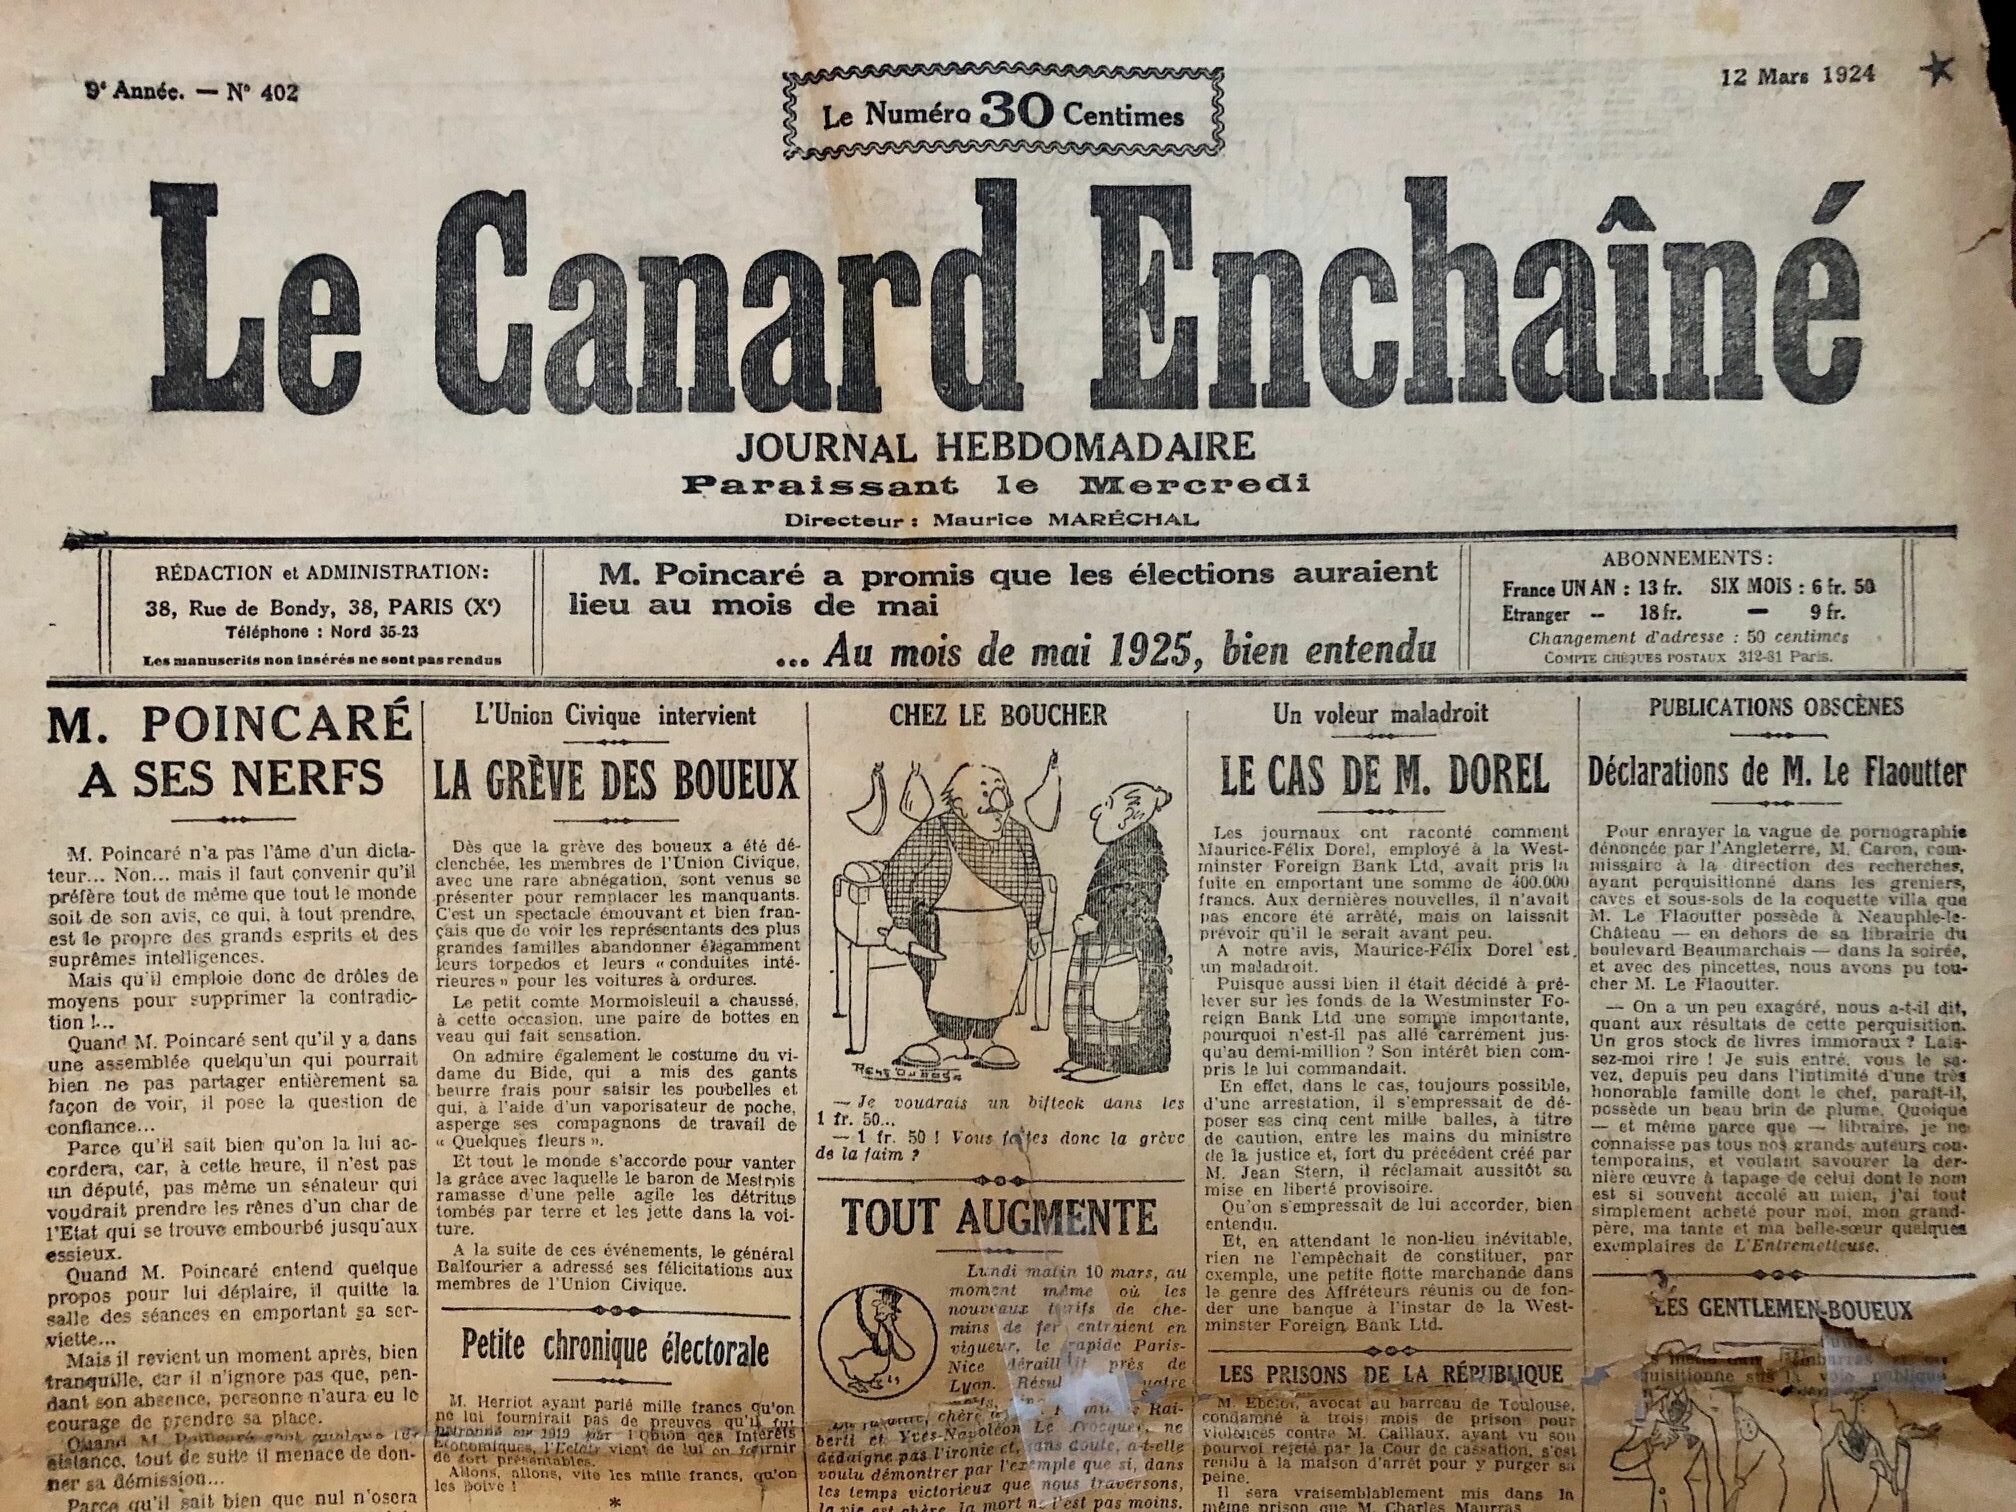 9e Année. — No 402
Le Numéro 30 Centimes
12 Mars 1924
Le Canard Enchaîné
JOURNAL HEBDOMADAIRE
Paraissant le Mercredi
Directeur : Maurice MARÉCHAL
RÉDACTION et ADMINISTRATION:
38, Rue de Bondy, 38, PARIS (Xe)
Téléphone : Nord 35-23
Les manuscrits non insérés ne sont pas rendus
M. Poincaré a promis que les élections auraient
lieu au mois de mai
... Au mois de mai 1925, bien entendu
ABONNEMENTS:
France UN AN : 13 fr. SIX MOIS : 6 fr. 50
Etranger -- 18 fr. — 9 fr.
Changement d'adresse : 50 centimes
COMPTE CHÈQUES POSTAUX 312-81 Paris.
M. POINCARÉ
A SES NERFS
M. Poincaré n'a pas l'âme d'un dicta-
teur... Non... mais il faut convenir qu'il
préfère tout de même que tout le monde
soit de son avis, ce qui, à tout prendre,
est le propre des grands esprits et des
suprêmes intelligences.
Mais qu'il emploie donc de drôles de
moyens pour supprimer la contradic-
tion !...
Quand M. Poincaré sent qu'il y a dans
une assemblée quelqu'un qui pourrait
bien ne pas partager entièrement sa
façon de voir, il pose la question de
confiance...
Parce qu'il sait bien qu'on la lui ac-
cordera, car, à cette heure, il n'est pas
un député, pas même un sénateur qui
voudrait prendre les rênes d'un char de
l'Etat qui se trouve embourbé jusqu'aux
essieux.
Quand M. Poincaré entend quelque
propos pour lui déplaire, il quitte la
salle des séances en emportant sa ser-
viette...
Mais il revient un moment après, bien
tranquille, car il n'ignore pas que, pen-
dant son absence, personne n'aura eu le
courage de prendre sa place.
Quand M. Poincaré sent quelque
sistance, tout de suite il menace de don-
ner sa démission...
Parce qu'il sait bien que nul n'osera
L'Union Civique intervient
LA GRÈVE DES BOUEUX
Dès que la grève des boueux a été dé-
clenchée, les membres de l'Union Civique,
avec une rare abnégation, sont venus se
présenter pour remplacer les manquants.
C'est un spectacle émouvant et bien fran-
çais que de voir les représentants des plus
grandes familles abandonner élégamment
leurs torpedos et leurs « conduites inté-
rieures » pour les voitures à ordures.
Le petit comte Mormoisleuil a chaussé,
à cette occasion, une paire de bottes en
veau qui fait sensation.
On admire également le costume du vi-
dame du Bide, qui a mis des gants
beurre frais pour saisir les poubelles et
qui, à l'aide d'un vaporisateur de poche,
asperge ses compagnons de travail de
« Quelques fleurs ».
Et tout le monde s'accorde pour vanter
la grâce avec laquelle le baron de Mestrois
ramasse d'une pelle agile les détritus
tombés par terre et les jette dans la voi-
ture.
A la suite de ces événements, le général
Balfourier a adressé ses félicitations aux
membres de l'Union Civique.
Petite chronique électorale
M. Herriot ayant parié mille francs qu'on
ne lui fournirait pas de preuves qu'il fut
patronné en 1919 par l'Union des Intérêts
Economiques, l'Eclair vient de lui en fournir
de fort présentables.
Allons, allons, vite les mille francs, qu'on
les boive !
*
CHEZ LE BOUCHER
— Je voudrais un bifteck dans les
1 fr. 50...
— 1 fr. 50 ! Vous faites donc la grève
de la faim ?
TOUT AUGMENTE
Lundi matin 10 mars, au
moment même où les
nouveaux tarifs de che-
mins de fer entraient en
vigueur, le rapide Paris-
Nice déraillait près de
Lyon.
berti et Yves-Napoléon Le Trocquer, ne
dédaigne pas l'ironie et, sans doute, a-t-elle
voulu démontrer par l'exemple que si, dans
les temps victorieux que nous traversons,
la vie est chère, la mort ne l'est pas moins.
Un voleur maladroit
LE CAS DE M. DOREL
Les journaux ont raconté comment
Maurice-Félix Dorel, employé à la West-
minster Foreign Bank Ltd, avait pris la
fuite en emportant une somme de 400.000
francs. Aux dernières nouvelles, il n'avait
pas encore été arrêté, mais on laissait
prévoir qu'il le serait avant peu.
A notre avis, Maurice-Félix Dorel est
un maladroit.
Puisque aussi bien il était décidé à pré-
lever sur les fonds de la Westminster Fo-
reign Bank Ltd une somme importante,
pourquoi n'est-il pas allé carrément jus-
qu'au demi-million ? Son intérêt bien com-
pris le lui commandait.
En effet, dans le cas, toujours possible,
d'une arrestation, il s'empressait de dé-
poser ses cinq cent mille balles, à titre
de caution, entre les mains du ministre
de la justice et, fort du précédent créé par
M. Jean Stern, il réclamait aussitôt sa
mise en liberté provisoire.
Qu'on s'empressait de lui accorder, bien
entendu.
Et, en attendant le non-lieu inévitable,
rien ne l'empêchait de constituer, par
exemple, une petite flotte marchande dans
le genre des Affréteurs réunis ou de fon-
der une banque à l'instar de la West-
minster Foreign Bank Ltd.
LES PRISONS DE LA RÉPUBLIQUE
M. Ebelot, avocat au barreau de Toulouse,
condamné à trois mois de prison pour
violences contre M. Caillaux, ayant vu son
pourvoi rejeté par la Cour de cassation, s'est
rendu à la maison d'arrêt pour y purger sa
peine.
Il sera vraisemblablement mis dans la
même prison que M. Charles Maurras
PUBLICATIONS OBSCÈNES
Déclarations de M. Le Flaoutter
Pour enrayer la vague de pornographie
dénoncée par l'Angleterre, M. Caron, com-
missaire à la direction des recherches,
ayant perquisitionné dans les greniers,
caves et sous-sols de la coquette villa que
M. Le Flaoutter possède à Neauphle-le-
Château — en dehors de sa librairie du
boulevard Beaumarchais — dans la soirée,
et avec des pincettes, nous avons pu tou-
cher M. Le Flaoutter.
— On a un peu exagéré, nous a-t-il dit,
quant aux résultats de cette perquisition.
Un gros stock de livres immoraux ? Lais-
sez-moi rire ! Je suis entré, vous le sa-
vez, depuis peu dans l'intimité d'une très
honorable famille dont le chef, paraît-il,
possède un beau brin de plume. Quoique
— et même parce que — libraire, je ne
connaisse pas tous nos grands auteurs con-
temporains, et voulant savourer la der-
nière œuvre à tapage de celui dont le nom
est si souvent accolé au mien, j'ai tout
simplement acheté pour moi, mon grand-
père, ma tante et ma belle-sœur quelques
exemplaires de L'Entremetteuse.
LES GENTLEMEN-BOUEUX